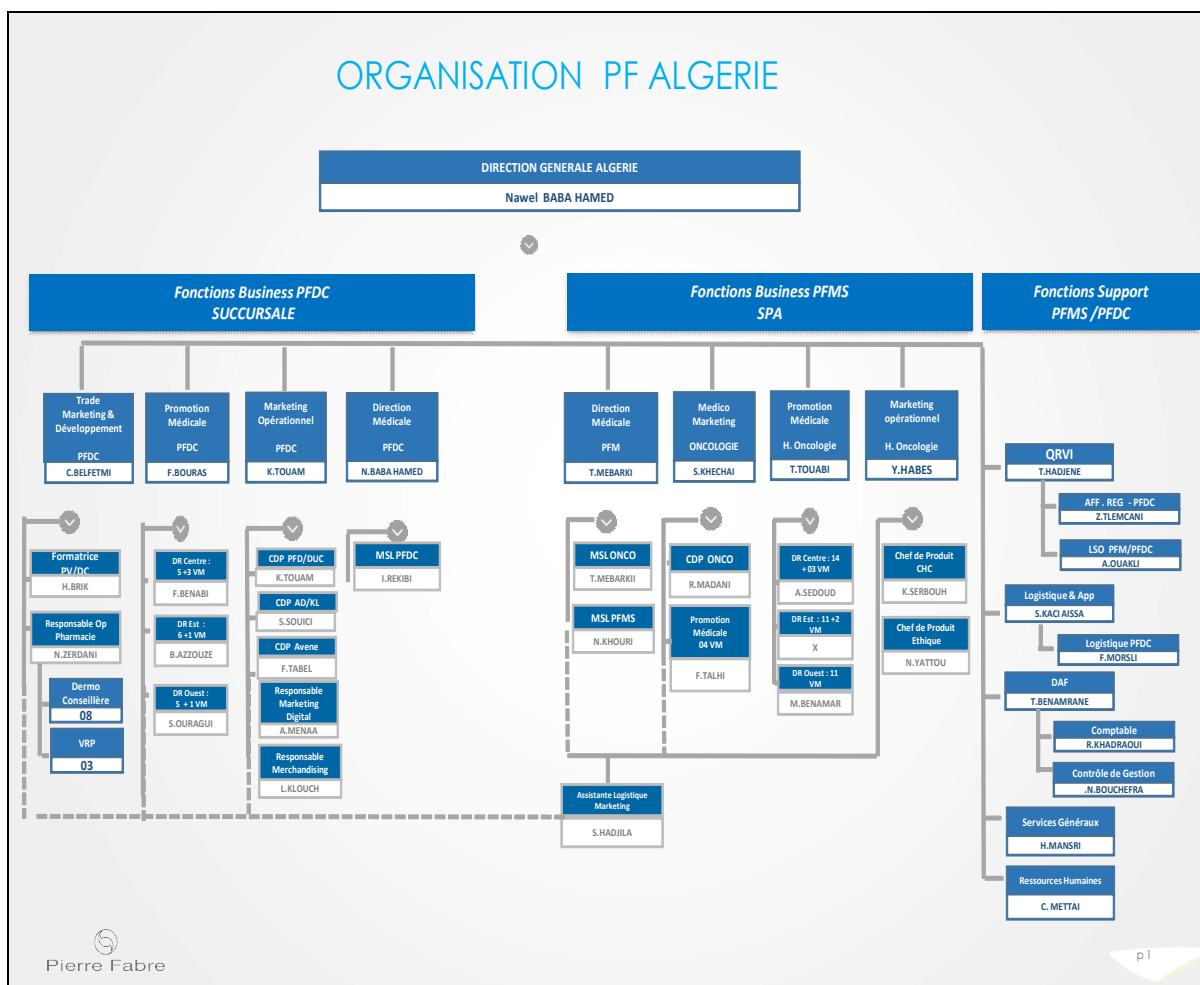 ORGANISATION PF ALGERIE
DIRECTION GENERALE ALGERIE
Nawel BABA HAMED
Fonctions Business PFDC
SUCCURSALE
Fonctions Business PFMS
SPA
Fonctions Support
PFMS /PFDC
Trade
Marketing &
Développement
PFDC
C.BELFETMI
Promotion
Médicale
PFDC
F.BOURAS
Marketing
Opérationnel
PFDC
K.TOUAM
Direction
Médicale
PFDC
N.BABA HAMED
Direction
Médicale
PFM
T.MEBARKI
Medico
Marketing
ONCOLOGIE
S.KHECHAI
Promotion
Médicale
H. Oncologie
T.TOUABI
Marketing
opérationnel
H. Oncologie
Y.HABES
Formatrice
PV/DC
H.BRIK
Responsable Op
Pharmacie
N.ZERDANI
Dermo
Conseillère
08
VRP
03
DR Centre :
5 +3 VM
F.BENABI
DR Est :
6 +1 VM
B.AZZOUZE
DR Ouest :
5 + 1 VM
S.OURAGUI
CDP PFD/DUC
K.TOUAM
CDP AD/KL
S.SOUICI
CDP Avene
F.TABEL
Responsable
Marketing
Digital
A.MENAA
Responsable
Merchandising
L.KLOUCH
MSL PFDC
I.REKIBI
MSL ONCO
T.MEBARKII
MSL PFMS
N.KHOURI
CDP ONCO
R.MADANI
Promotion
Médicale
04 VM
F.TALHI
DR Centre : 14
+ 03 VM
A.SEDOUD
DR Est : 11 +2
VM
X
DR Ouest : 11
VM
M.BENAMAR
Chef de Produit
CHC
K.SERBOUH
Chef de Produit
Ethique
N.YATTOU
Assistante Logistique
Marketing
S.HADJILA
QRVI
T.HADJENE
AFF . REG - PFDC
Z.TLEMCANI
LSO PFM/PFDC
A.OUAKLI
Logistique & App
S.KACI AISSA
Logistique PFDC
F.MORSLI
DAF
T.BENAMRANE
Comptable
R.KHADRAOUI
Contrôle de Gestion
.N.BOUCHEFRA
Services Généraux
H.MANSRI
Ressources Humaines
C. METTAI
Pierre Fabre
p1